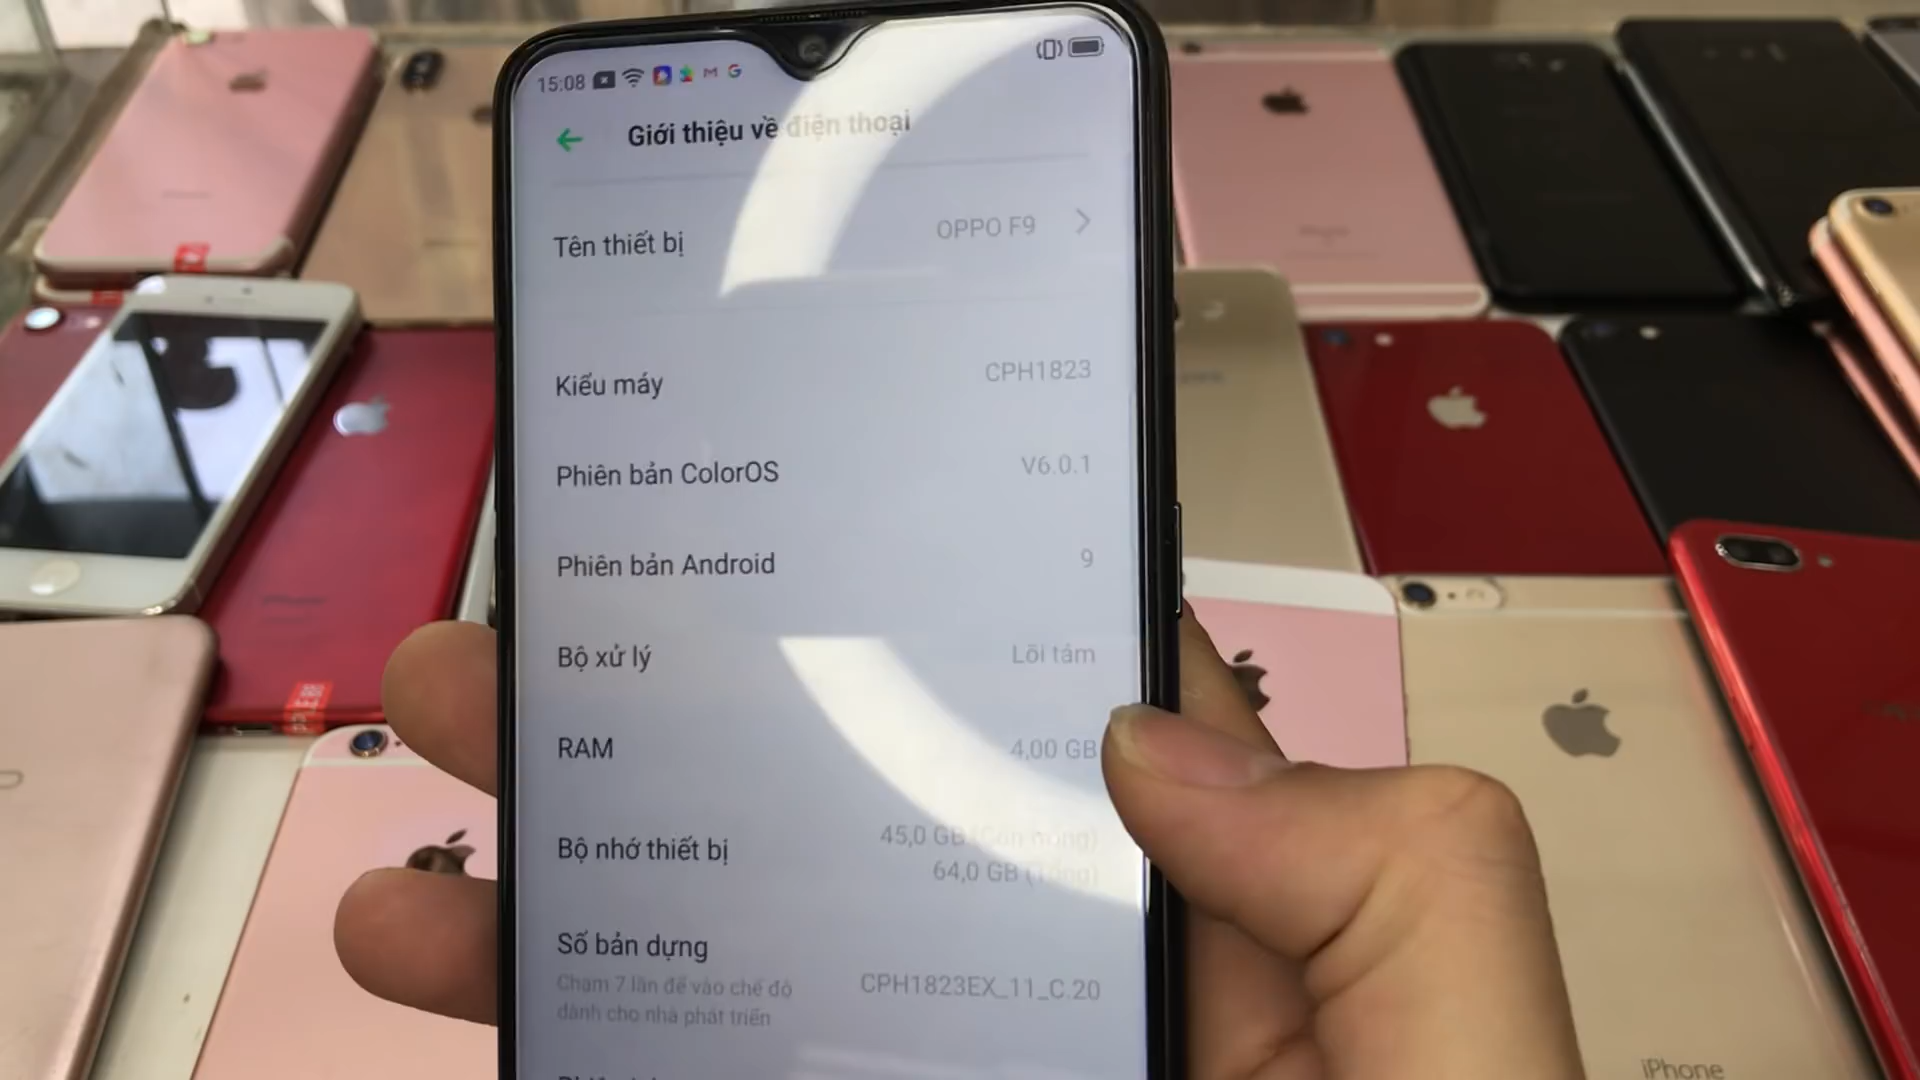 15:08
Giới thiệu về điện thoại
Tên thiết bị OPPO F9
Kiểu máy CPH1823
Phiên bản ColorOS V6.0.1
Phiên bản Android 9
Bộ xử lý Lõi tám
RAM 4,00 GB
Bộ nhớ thiết bị 45,0 GB (Còn trống)
64,0 GB (Tổng)
Số bản dựng CPH1823EX_11_C.20
Chạm 7 lần để vào chế độ
dành cho nhà phát triển
iPhone